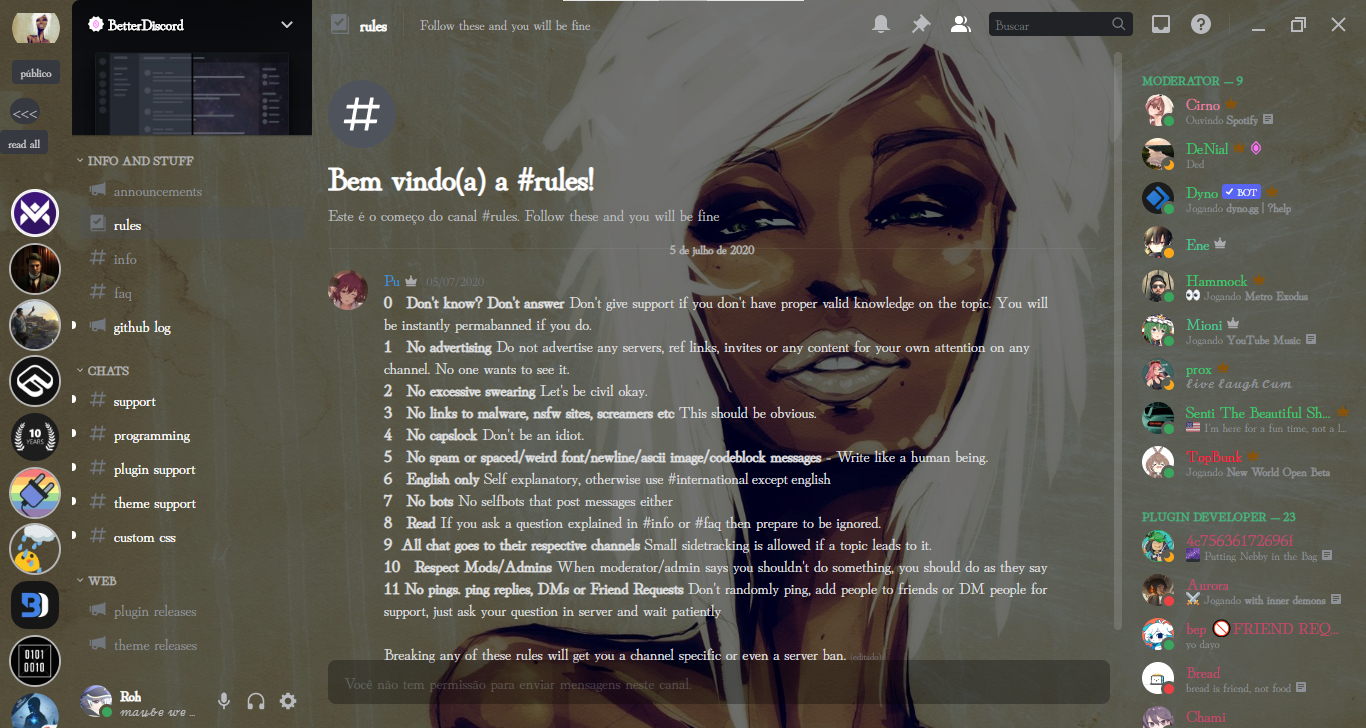 público
<<<
read all
10
YEARS
0101
0010
BetterDiscord
INFO AND STUFF
announcements
rules
info
faq
github log
CHATS
support
programming
plugin support
theme support
custom css
WEB
plugin releases
theme releases
Roh
maybe we ...
rules
Follow these and you will be fine
Buscar
Bem vindo(a) a #rules!
Este é o começo do canal #rules. Follow these and you will be fine
5 de julho de 2020
Pu 05/07/2020
0 Don't know? Don't answer Don't give support if you don't have proper valid knowledge on the topic. You will
be instantly permabanned if you do.
1 No advertising Do not advertise any servers, ref links, invites or any content for your own attention on any
channel. No one wants to see it.
2 No excessive swearing Let's be civil okay.
3 No links to malware, nsfw sites, screamers etc This should be obvious.
4 No capslock Don't be an idiot.
5 No spam or spaced/weird font/newline/ascii image/codeblock messages - Write like a human being.
6 English only Self explanatory, otherwise use #international except english
7 No bots No selfbots that post messages either
8 Read If you ask a question explained in #info or #faq then prepare to be ignored.
9 All chat goes to their respective channels Small sidetracking is allowed if a topic leads to it.
10 Respect Mods/Admins When moderator/admin says you shouldn't do something, you should do as they say
11 No pings. ping replies, DMs or Friend Requests Don't randomly ping, add people to friends or DM people for
support, just ask your question in server and wait patiently
Breaking any of these rules will get you a channel specific or even a server ban. (editado)
Você não tem permissão para enviar mensagens neste canal.
MODERATOR — 9
Cirno
Ouvindo Spotify
DeNial
Ded
Dyno BOT
Jogando dyno.gg | ?help
Ene
Hammock
Jogando Metro Exodus
Mioni
Jogando YouTube Music
prox
live laugh cum
Senti The Beautiful Sh...
I'm here for a fun time, not a l...
TopBunk
Jogando New World Open Beta
PLUGIN DEVELOPER — 23
4c75636172696f
Putting Nebby in the Bag
Aurora
Jogando with inner demons
bep FRIEND REQ...
yo dayo
Bread
bread is friend, not food
Chami